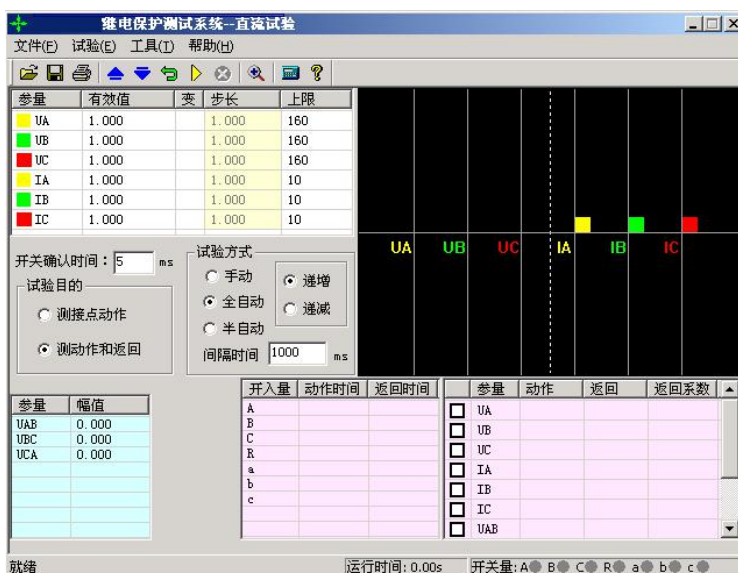 继电保护测试系统--直流试验
文件(F) 试验(E) 工具(T) 帮助(H)
参量 有效值 变 步长 上限
UA 1.000 1.000 160
UB 1.000 1.000 160
UC 1.000 1.000 160
IA 1.000 1.000 10
IB 1.000 1.000 10
IC 1.000 1.000 10
UA UB UC IA IB IC
开关确认时间：5 ms
试验目的
测接点动作
测动作和返回
试验方式
手动
全自动
半自动
递增
递减
间隔时间 1000 ms
参量 幅值
UAB 0.000
UBC 0.000
UCA 0.000
开入量 动作时间 返回时间
A
B
C
R
a
b
c
参量 动作 返回 返回系数
UA
UB
UC
IA
IB
IC
UAB
就绪 运行时间: 0.00s 开关量: A B C R a b c